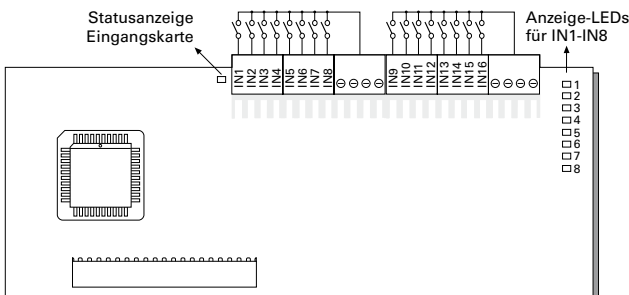 Statusanzeige
Eingangskarte
Anzeige-LEDs
für IN1-IN8
IN1
IN2
IN3
IN4
IN5
IN6
IN7
IN8
IN9
IN10
IN11
IN12
IN13
IN14
IN15
IN16
1
2
3
4
5
6
7
8